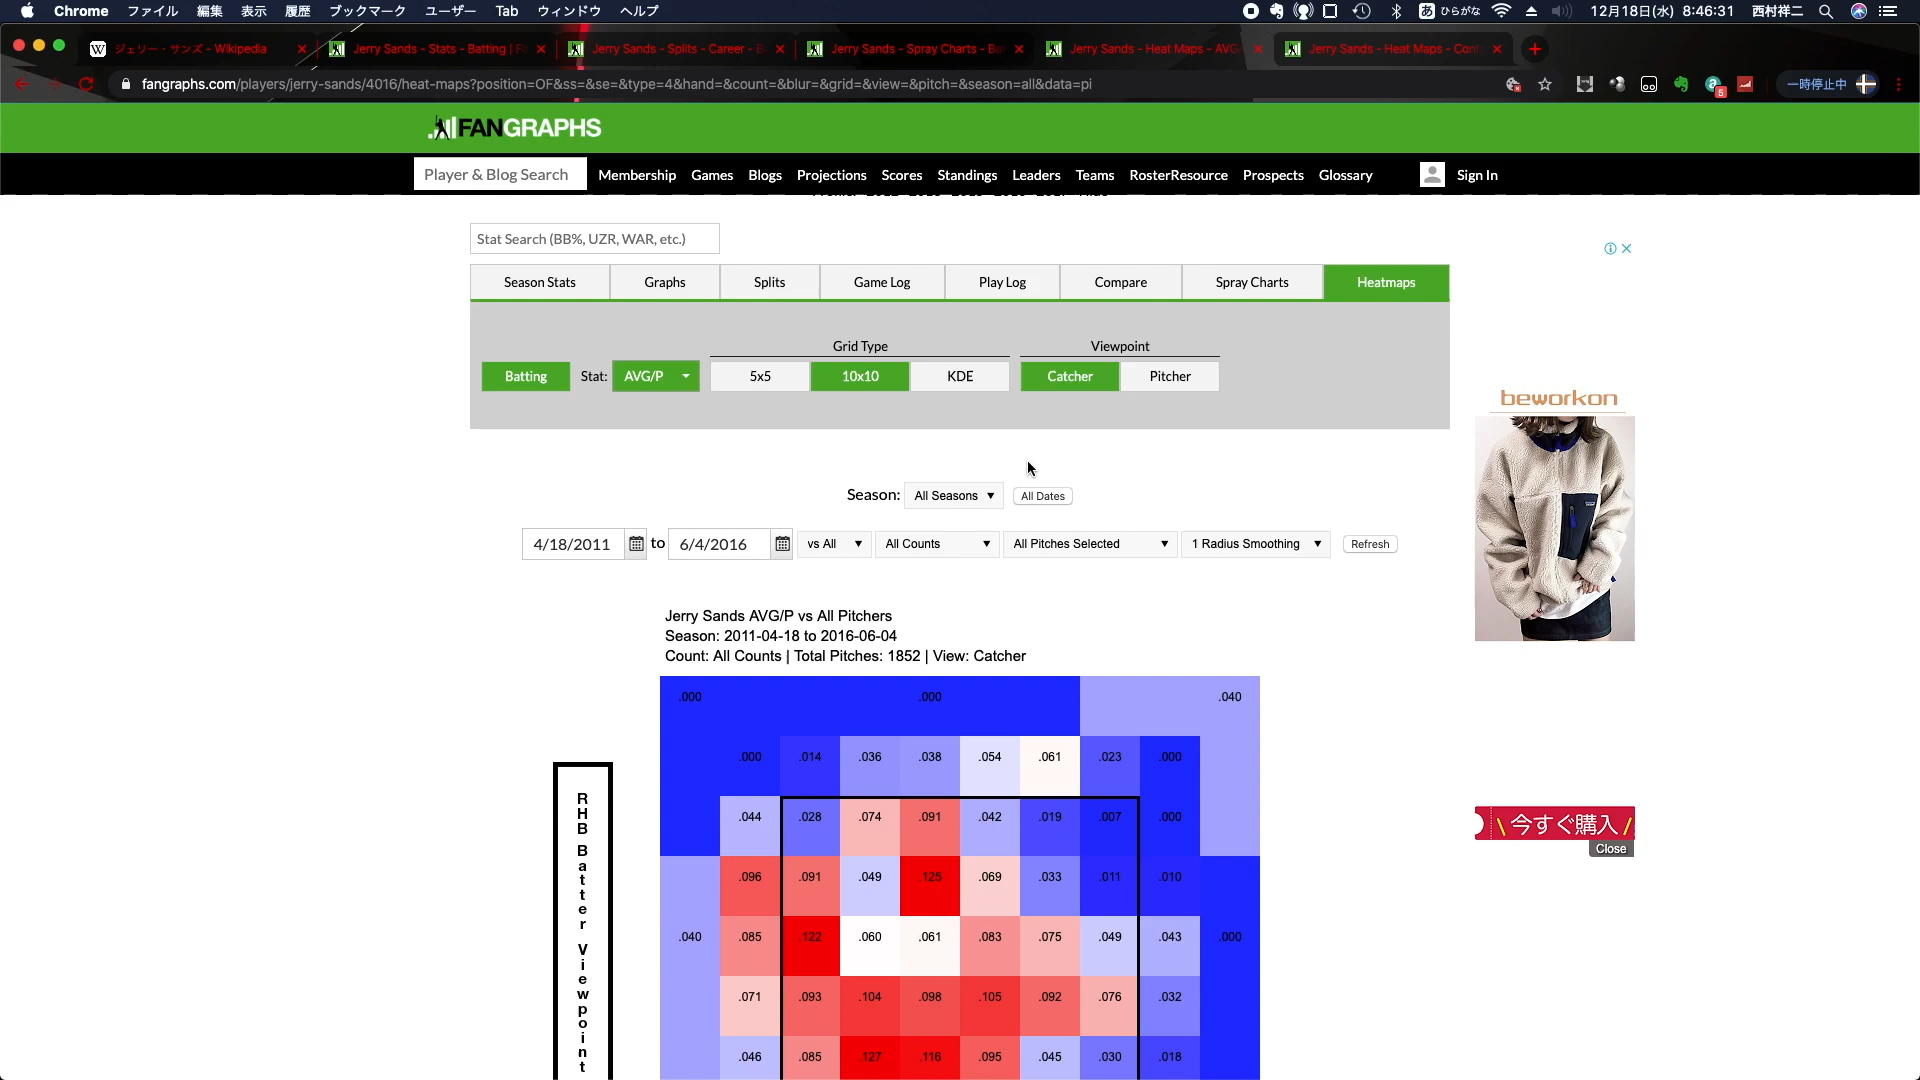 Chrome ファイル 編集 表示 履歴 ブックマーク ユーザー Tab ウィンドウ ヘルプ あ ひらがな 12月18日(水) 8:46:31 西村祥二
W ジェリー・サンズ - Wikipedia Jerry Sands - Stats - Batting | F Jerry Sands - Splits - Career - B Jerry Sands - Spray Charts - Ba Jerry Sands - Heat Maps - AVG Jerry Sands - Heat Maps - Cont
fangraphs.com/players/jerry-sands/4016/heat-maps?position=OF&ss=&se=&type=4&hand=&count=&blur=&grid=&view=&pitch=&season=all&data=pi 5 一時停止中
FANGRAPHS
Player & Blog Search Membership Games Blogs Projections Scores Standings Leaders Teams RosterResource Prospects Glossary Sign In
Stat Search (BB%, UZR, WAR, etc.)
Season Stats Graphs Splits Game Log Play Log Compare Spray Charts Heatmaps
Grid Type Viewpoint
Batting Stat: AVG/P 5x5 10x10 KDE Catcher Pitcher
beworkon
Season: All Seasons All Dates
4/18/2011 to 6/4/2016 vs All All Counts All Pitches Selected 1 Radius Smoothing Refresh
Jerry Sands AVG/P vs All Pitchers
Season: 2011-04-18 to 2016-06-04
Count: All Counts | Total Pitches: 1852 | View: Catcher
.000 .000 .040
.000 .014 .036 .038 .054 .061 .023 .000
.044 .028 .074 .091 .042 .019 .007 .000
.096 .091 .049 .125 .069 .033 .011 .010
.040 .085 .122 .060 .061 .083 .075 .049 .043 .000
.071 .093 .104 .098 .105 .092 .076 .032
.046 .085 .127 .116 .095 .045 .030 .018
RHB Batter Viewpoint
\ 今すぐ購入 /
Close